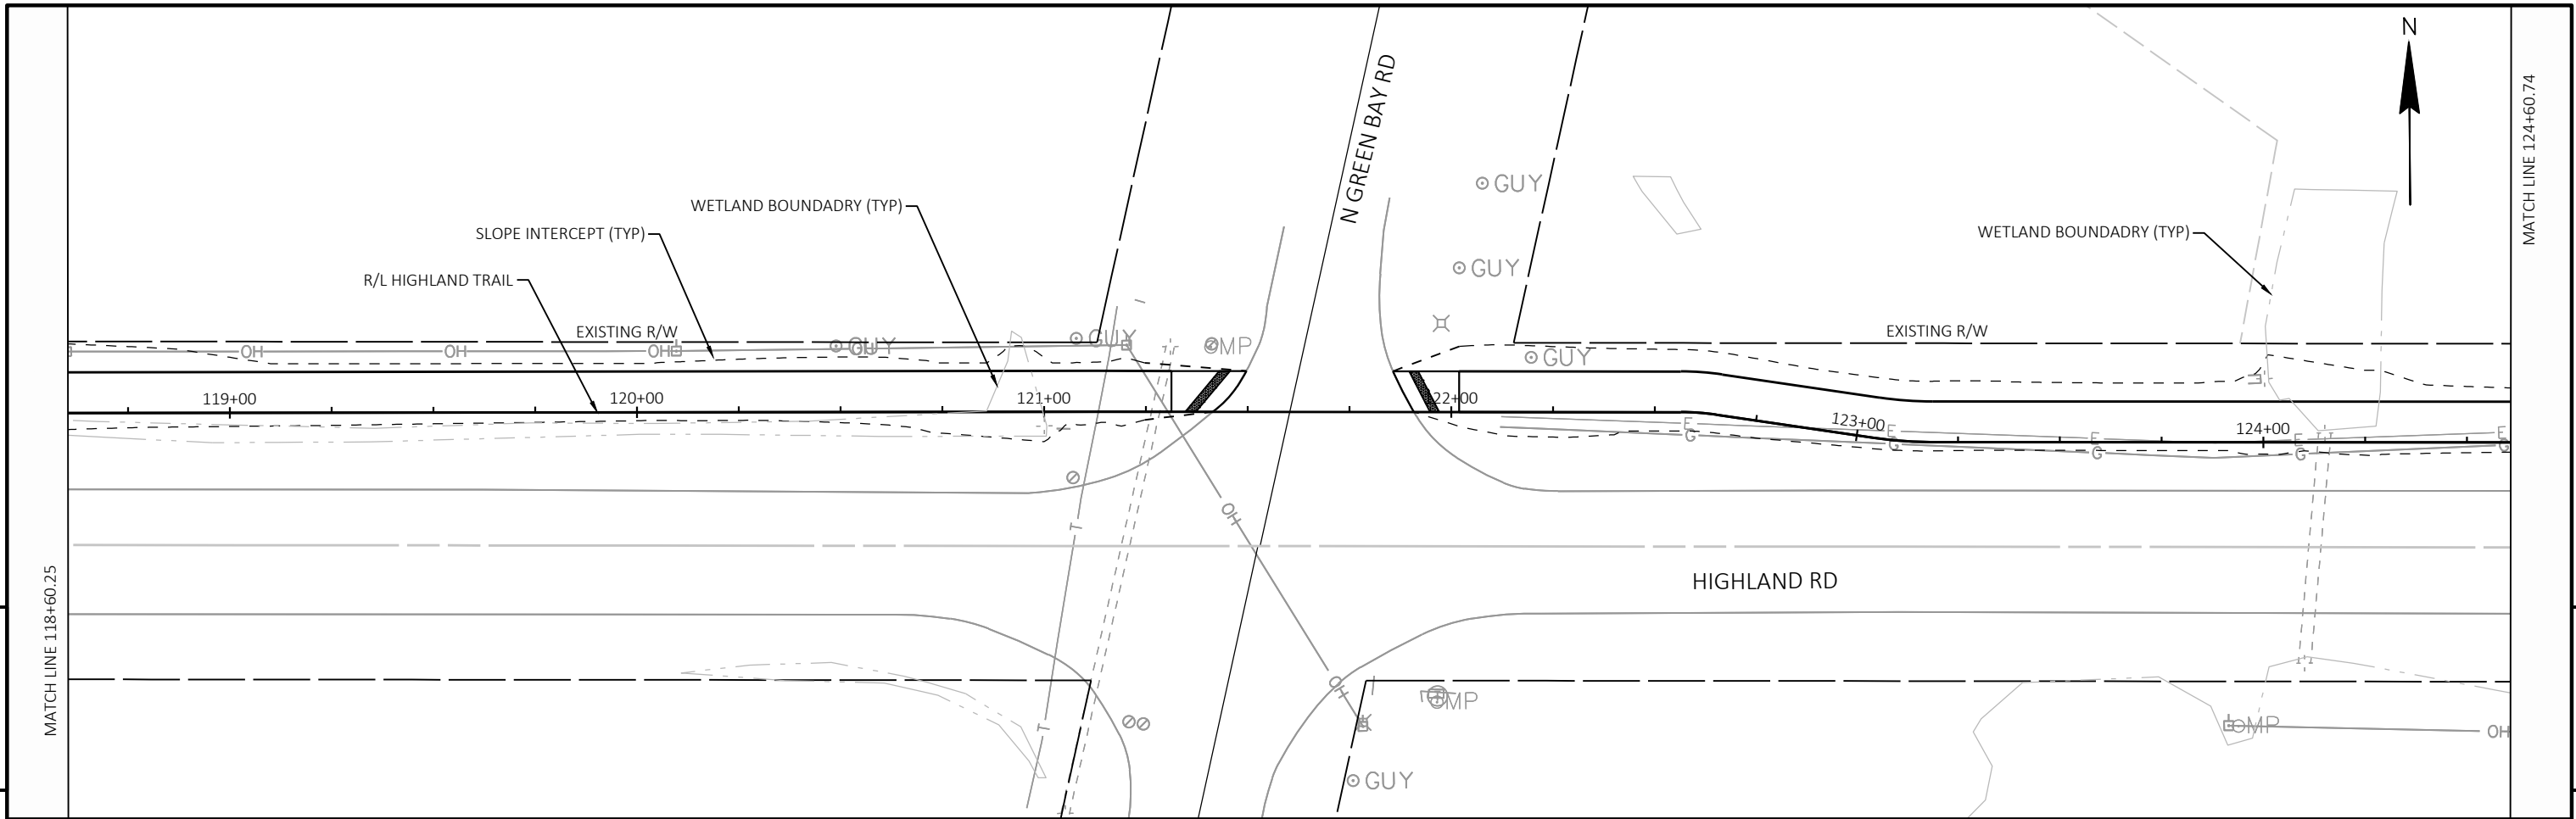 N
MATCH LINE 124+60.74
N GREEN BAY RD
GUY
WETLAND BOUNDADRY (TYP)
SLOPE INTERCEPT (TYP)
WETLAND BOUNDADRY (TYP)
GUY
R/L HIGHLAND TRAIL
EXISTING R/W
EXISTING R/W
OH
OH
OH
GUY
GUY
MP
GUY
119+00
120+00
121+00
22+00
123+00
124+00
E
E
E
E
E
G
G
G
G
G
OH
T
HIGHLAND RD
MATCH LINE 118+60.25
OH
MP
T
MP
OH
GUY